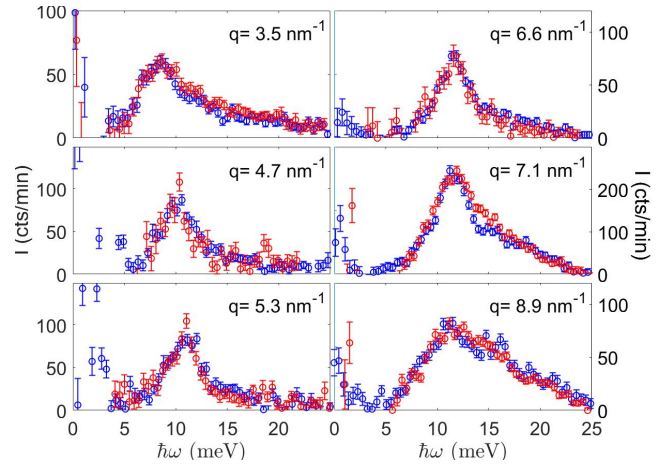 q= 3.5 nm⁻¹
q= 6.6 nm⁻¹
100
50
0
100
50
0
q= 4.7 nm⁻¹
q= 7.1 nm⁻¹
I (cts/min)
100
50
0
200
100
0
I (cts/min)
q= 5.3 nm⁻¹
q= 8.9 nm⁻¹
100
50
0
100
50
0
0 5 10 15 20
0 5 10 15 20 25
ħω (meV)
ħω (meV)